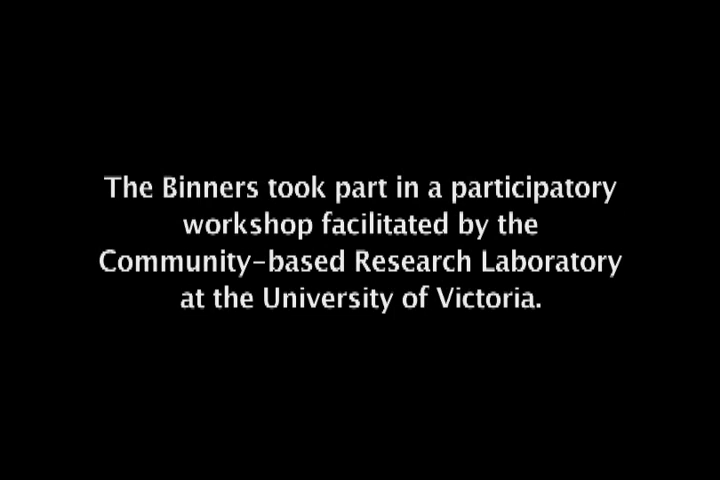 The Binners took part in a participatory
workshop facilitated by the
Community-based Research Laboratory
at the University of Victoria.